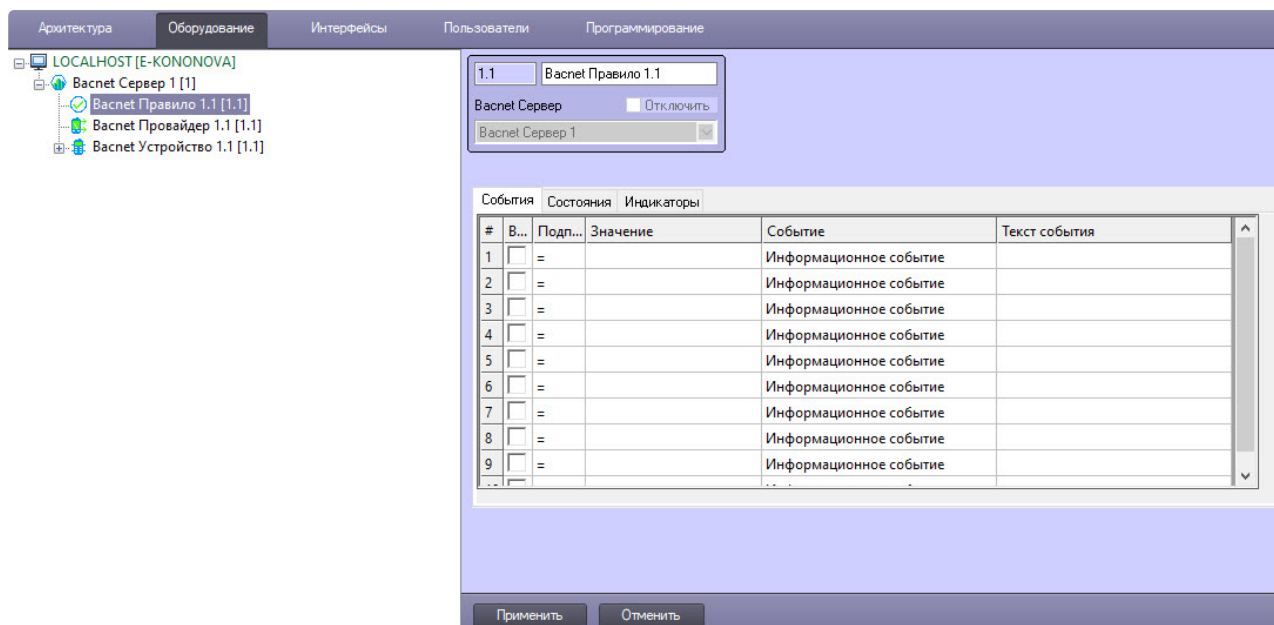 Архитектура Оборудование Интерфейсы Пользователи Программирование
LOCALHOST [E-KONONOVA]
Bacnet Сервер 1 [1]
Bacnet Правило 1.1 [1.1]
Bacnet Провайдер 1.1 [1.1]
Bacnet Устройство 1.1 [1.1]
1.1 Bacnet Правило 1.1
Bacnet Сервер Отключить
Bacnet Сервер 1
События Состояния Индикаторы
# В... Подп... Значение Событие Текст события
1 = Информационное событие
2 = Информационное событие
3 = Информационное событие
4 = Информационное событие
5 = Информационное событие
6 = Информационное событие
7 = Информационное событие
8 = Информационное событие
9 = Информационное событие
Применить Отменить